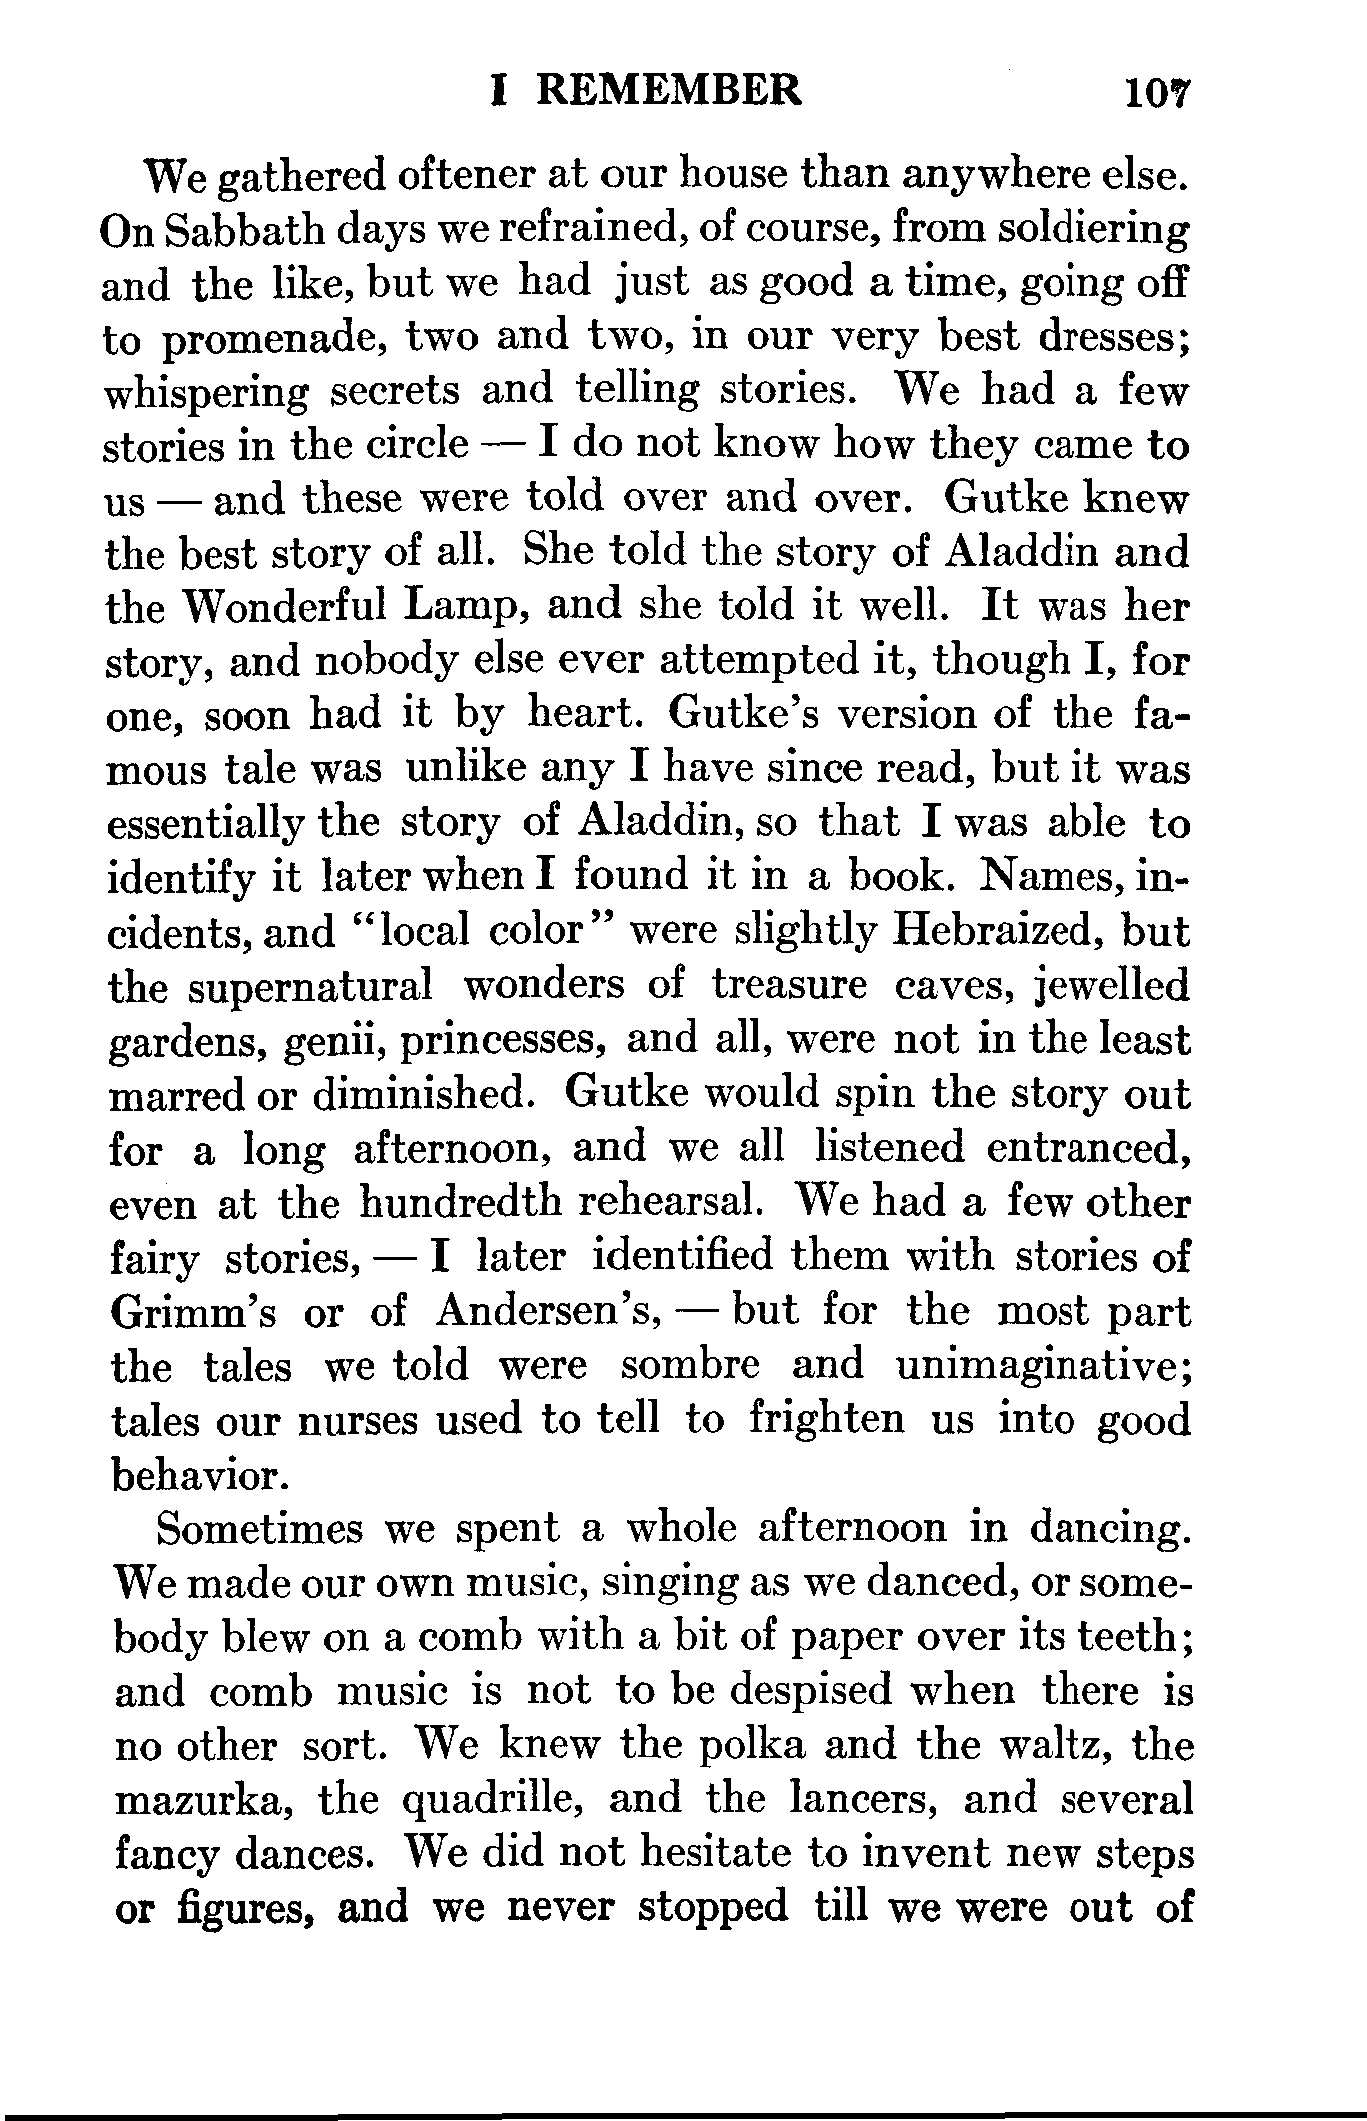 I REMEMBER 107
We gathered oftener at our house than anywhere else.
On Sabbath days we refrained, of course, from soldiering
and the like, but we had just as good a time, going off
to promenade, two and two, in our very best dresses;
whispering secrets and telling stories. We had a few
stories in the circle — I do not know how they came to
us — and these were told over and over. Gutke knew
the best story of all. She told the story of Aladdin and
the Wonderful Lamp, and she told it well. It was her
story, and nobody else ever attempted it, though I, for
one, soon had it by heart. Gutke's version of the fa-
mous tale was unlike any I have since read, but it was
essentially the story of Aladdin, so that I was able to
identify it later when I found it in a book. Names, in-
cidents, and "local color" were slightly Hebraized, but
the supernatural wonders of treasure caves, jewelled
gardens, genii, princesses, and all, were not in the least
marred or diminished. Gutke would spin the story out
for a long afternoon, and we all listened entranced,
even at the hundredth rehearsal. We had a few other
fairy stories, — I later identified them with stories of
Grimm's or of Andersen's, — but for the most part
the tales we told were sombre and unimaginative;
tales our nurses used to tell to frighten us into good
behavior.
Sometimes we spent a whole afternoon in dancing.
We made our own music, singing as we danced, or some-
body blew on a comb with a bit of paper over its teeth;
and comb music is not to be despised when there is
no other sort. We knew the polka and the waltz, the
mazurka, the quadrille, and the lancers, and several
fancy dances. We did not hesitate to invent new steps
or figures, and we never stopped till we were out of